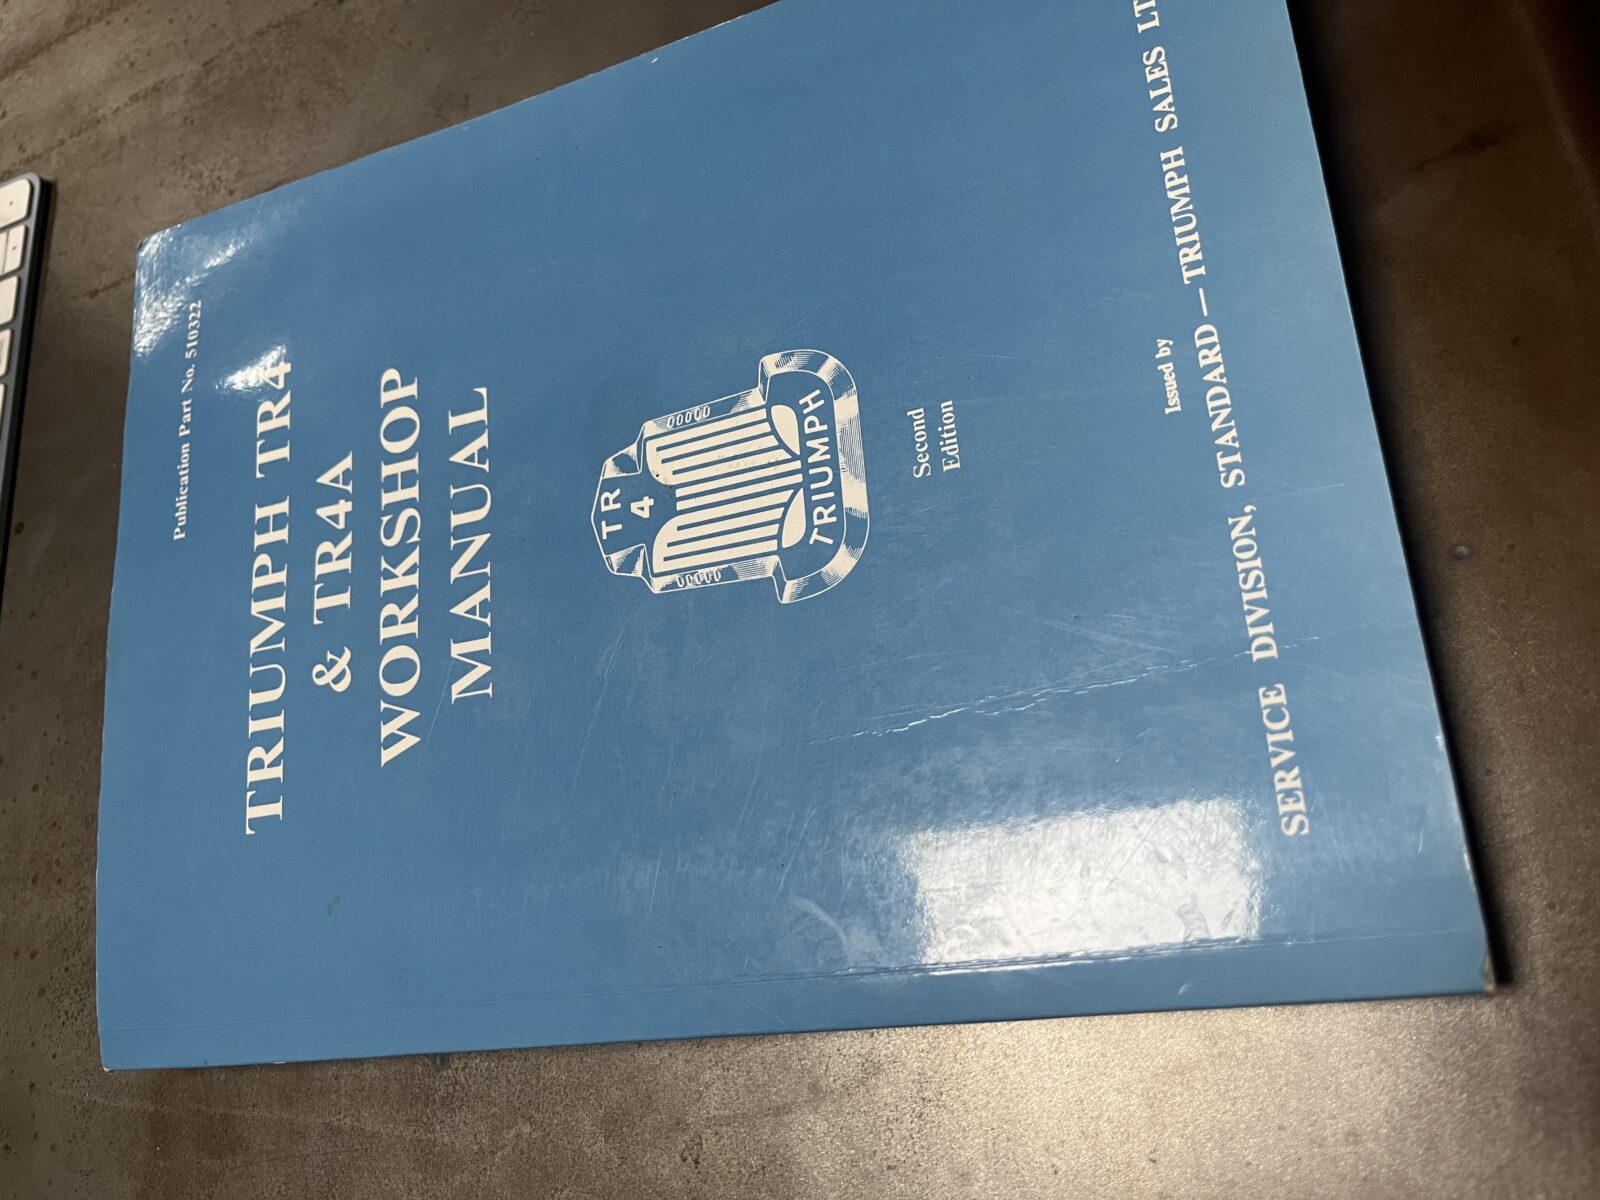 Publication Part No. 510322
TRIUMPH TR4
& TR4A
WORKSHOP
MANUAL
TR
4
TRIUMPH
Second
Edition
Issued by
SERVICE DIVISION, STANDARD — TRIUMPH SALES LT